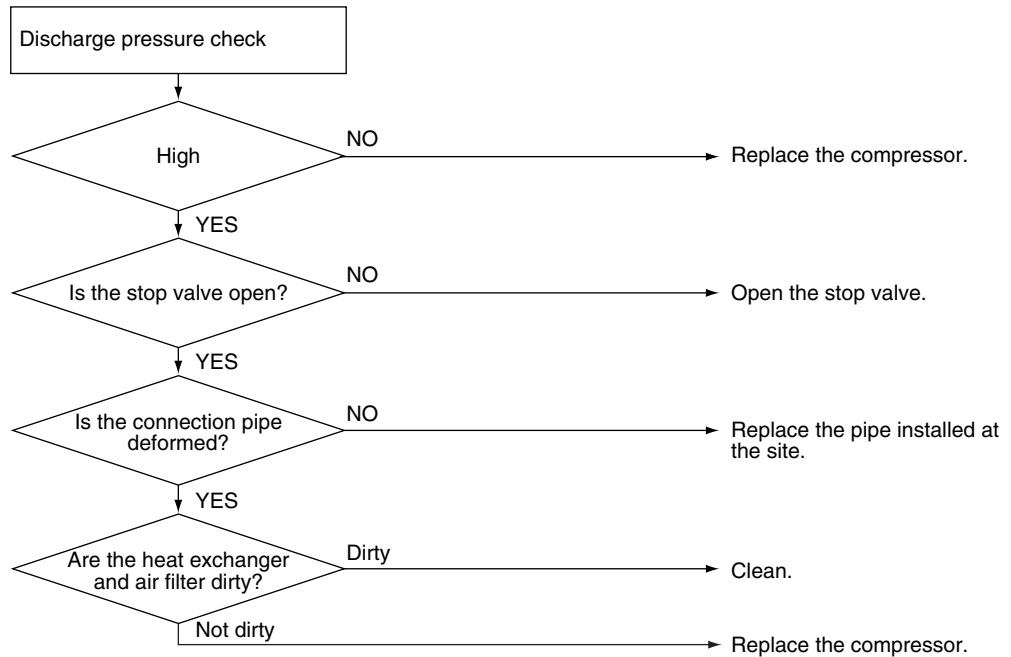 Discharge pressure check
High
NO
Replace the compressor.
YES
Is the stop valve open?
NO
Open the stop valve.
YES
Is the connection pipe
deformed?
NO
Replace the pipe installed at
the site.
YES
Are the heat exchanger
and air filter dirty?
Dirty
Clean.
Not dirty
Replace the compressor.